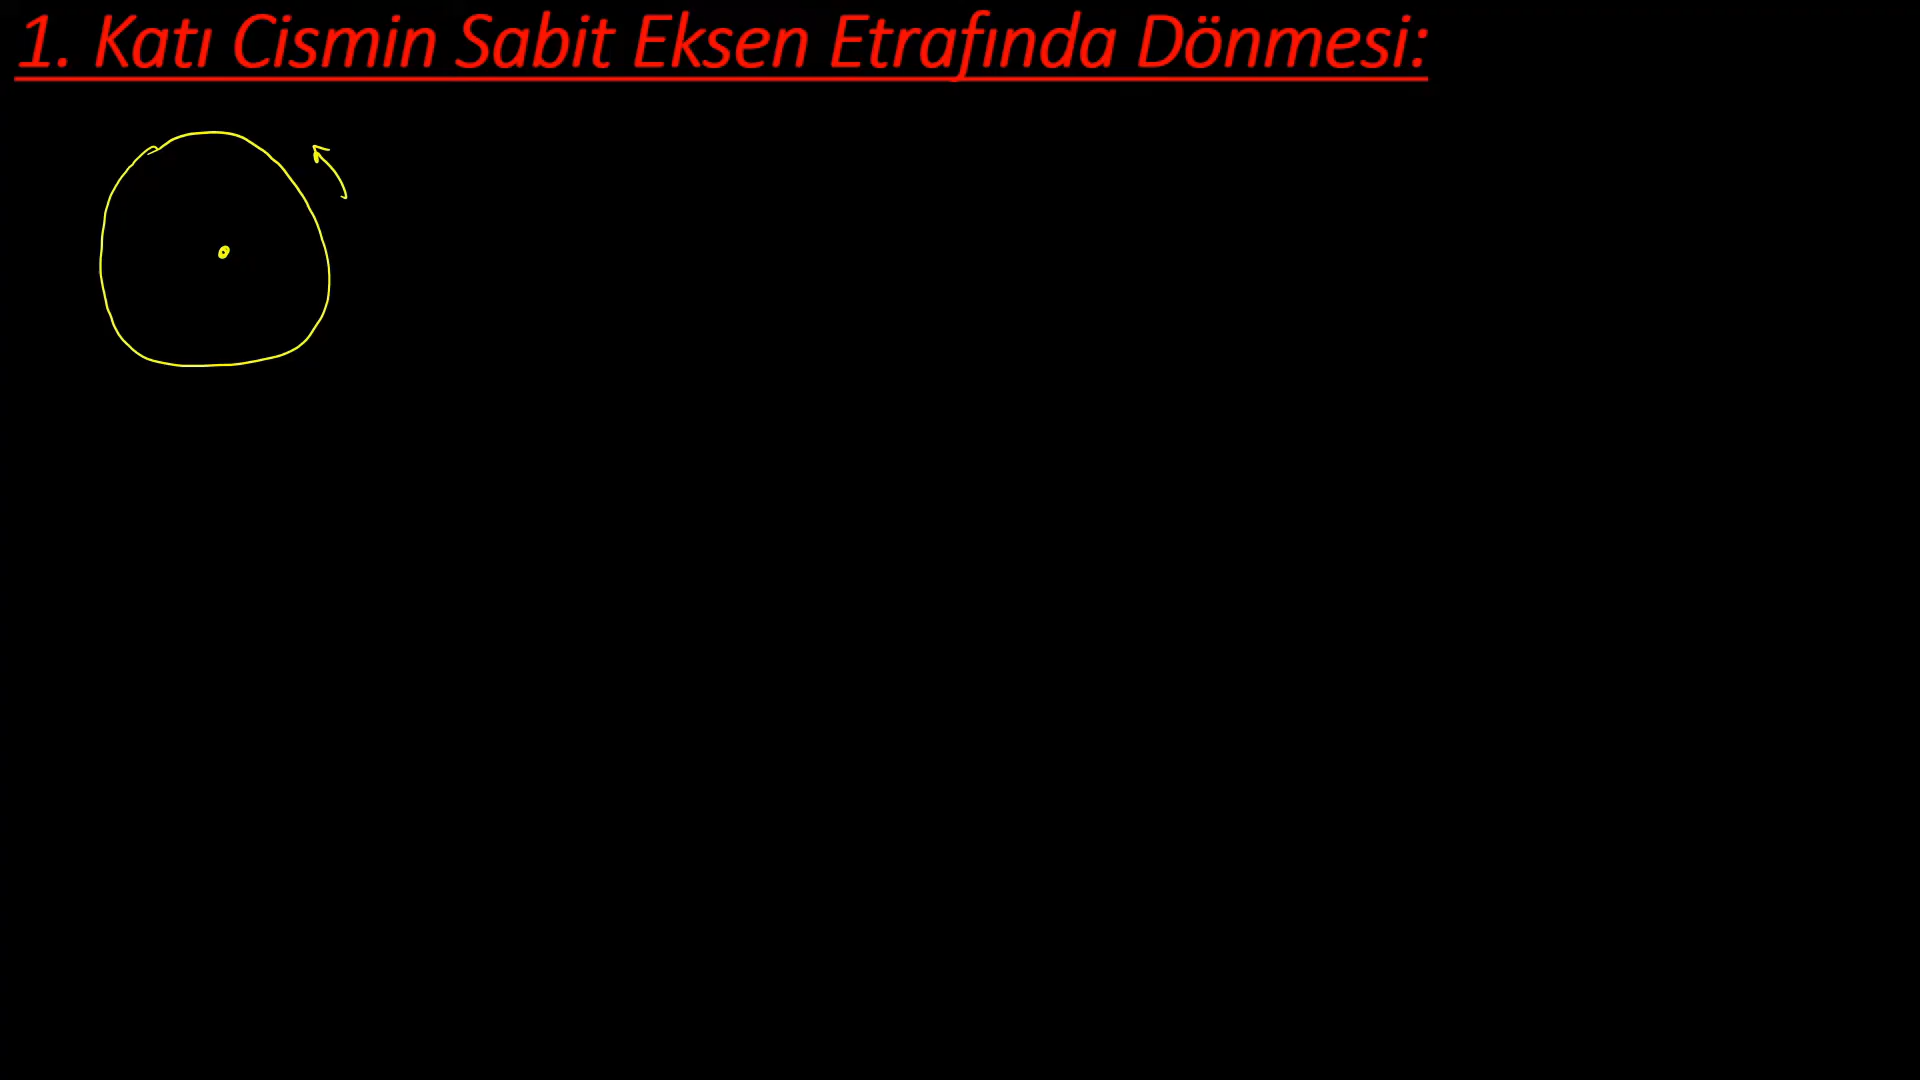 1. Katı Cismin Sabit Eksen Etrafında Dönmesi: